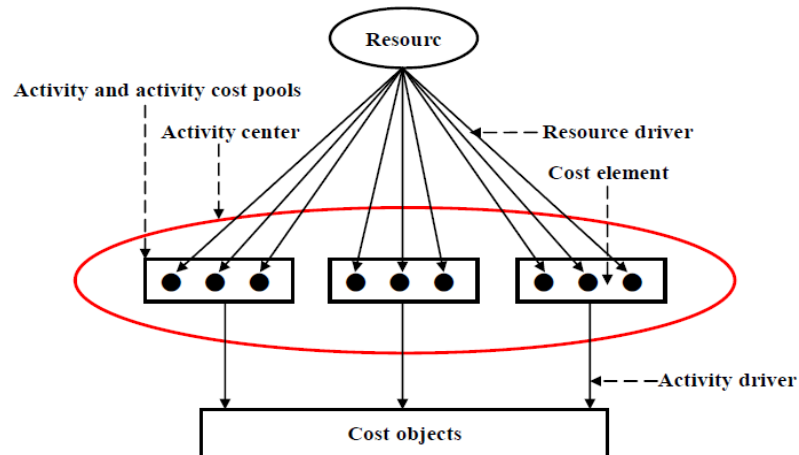 Resourc
Activity and activity cost pools
Activity center
Resource driver
Cost element
Activity driver
Cost objects